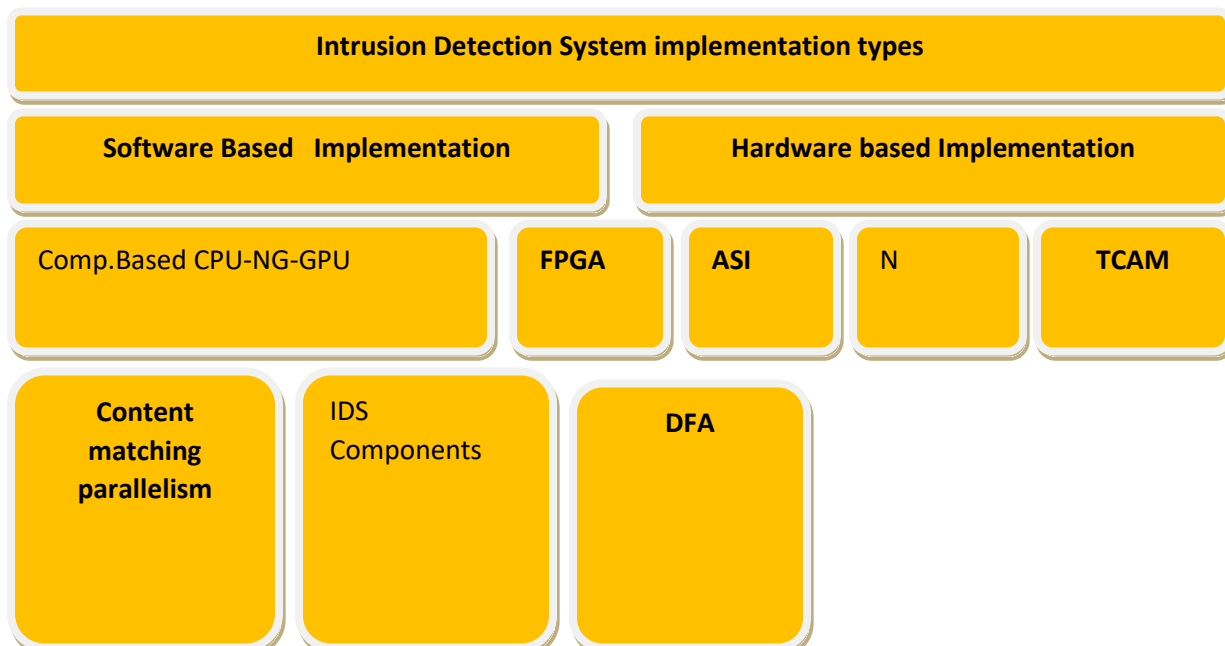 Intrusion Detection System implementation types
Software Based   Implementation
Hardware based Implementation
Comp.Based CPU-NG-GPU
FPGA
ASI
N
TCAM
Content
matching
parallelism
IDS
Components
DFA